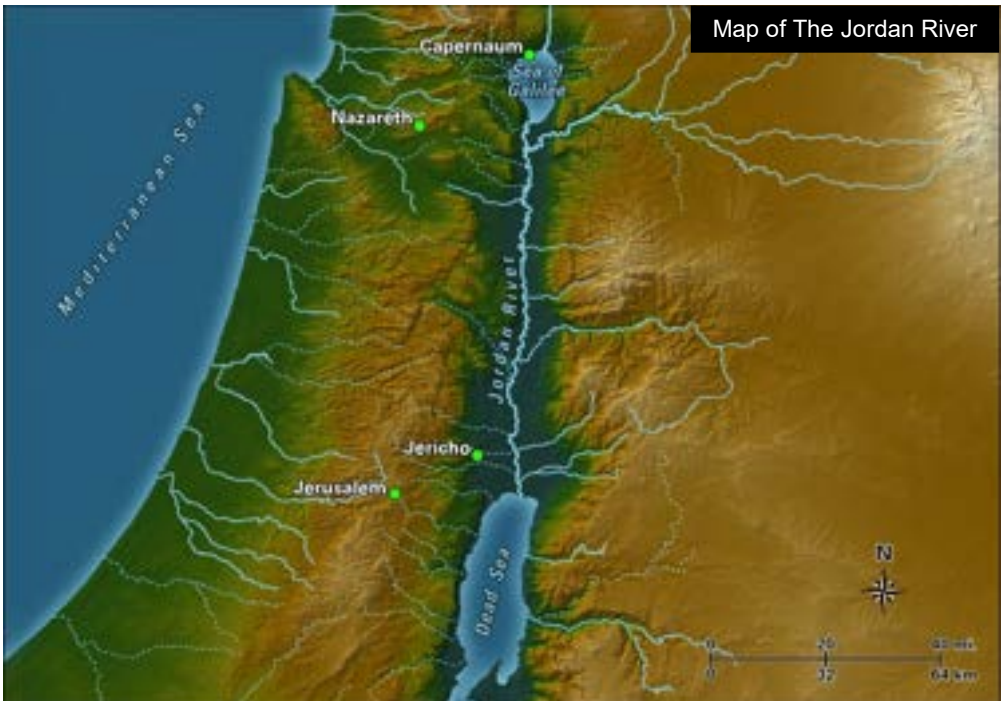 Map of The Jordan River
Capernaum
Sea of
Galilee
Nazareth
Mediterranean Sea
Jordan River
Jericho
Jerusalem
Dead Sea
N
0 20 40 mi.
0 32 64 km